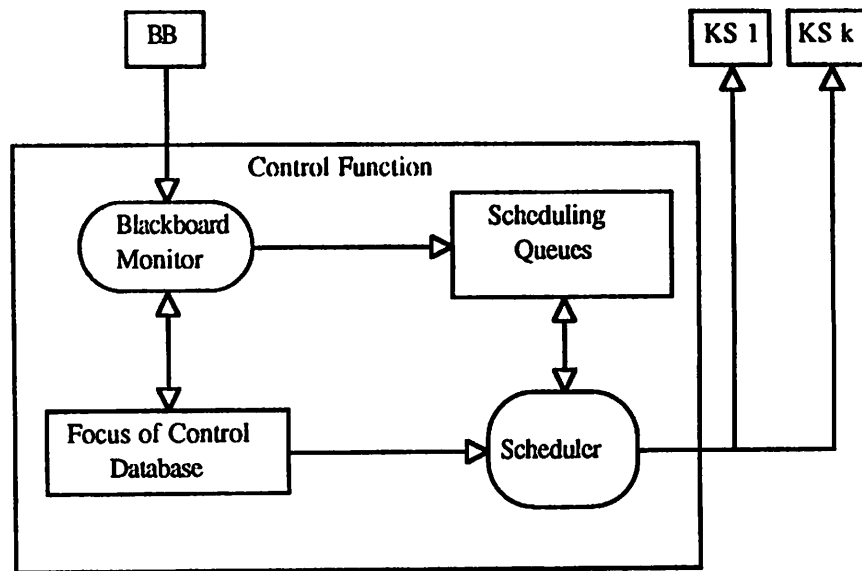 BB
KS 1
KS k
Control Function
Blackboard
Monitor
Scheduling
Queues
Focus of Control
Database
Scheduler